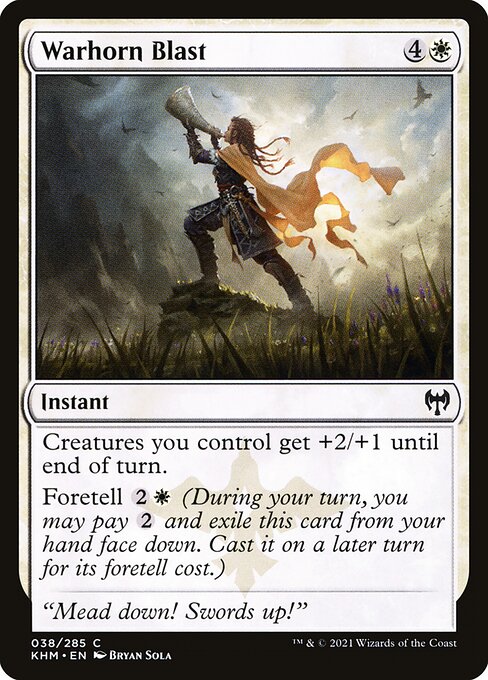 Warhorn Blast 4
Instant
Creatures you control get +2/+1 until
end of turn.
Foretell 2 (During your turn, you
may pay 2 and exile this card from your
hand face down. Cast it on a later turn
for its foretell cost.)
“Mead down! Swords up!”
038/285 C
KHM • EN Bryan Sola
™ & © 2021 Wizards of the Coast